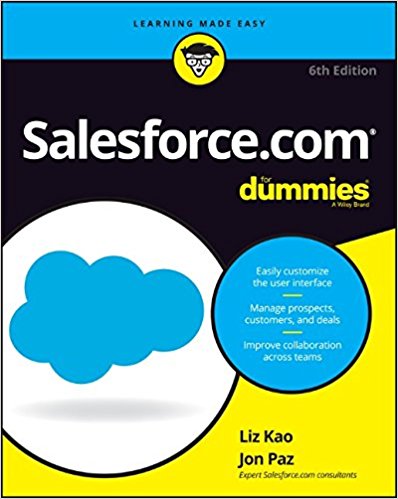 LEARNING MADE EASY
6th Edition
Salesforce.com®
for
dummies®
A Wiley Brand
Easily customize
the user interface
Manage prospects,
customers, and deals
Improve collaboration
across teams
Liz Kao
Jon Paz
Expert Salesforce.com consultants